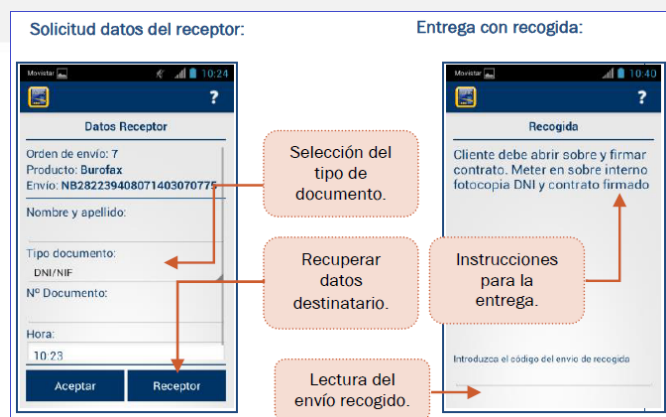 Solicitud datos del receptor:
Entrega con recogida:
Movistar
10:24
?
Datos Receptor
Orden de envío: 7
Producto: Burofax
Envío: NB282239408071403070775
Nombre y apellido:
Tipo documento:
DNI/NIF
Nº Documento:
Hora:
10:23
Aceptar
Receptor
Selección del
tipo de
documento.
Recuperar
datos
destinatario.
Lectura del
envío recogido.
Instrucciones
para la
entrega.
Movistar
10:40
?
Recogida
Cliente debe abrir sobre y firmar
contrato. Meter en sobre interno
fotocopia DNI y contrato firmado
Introduzca el código del envio de recogida